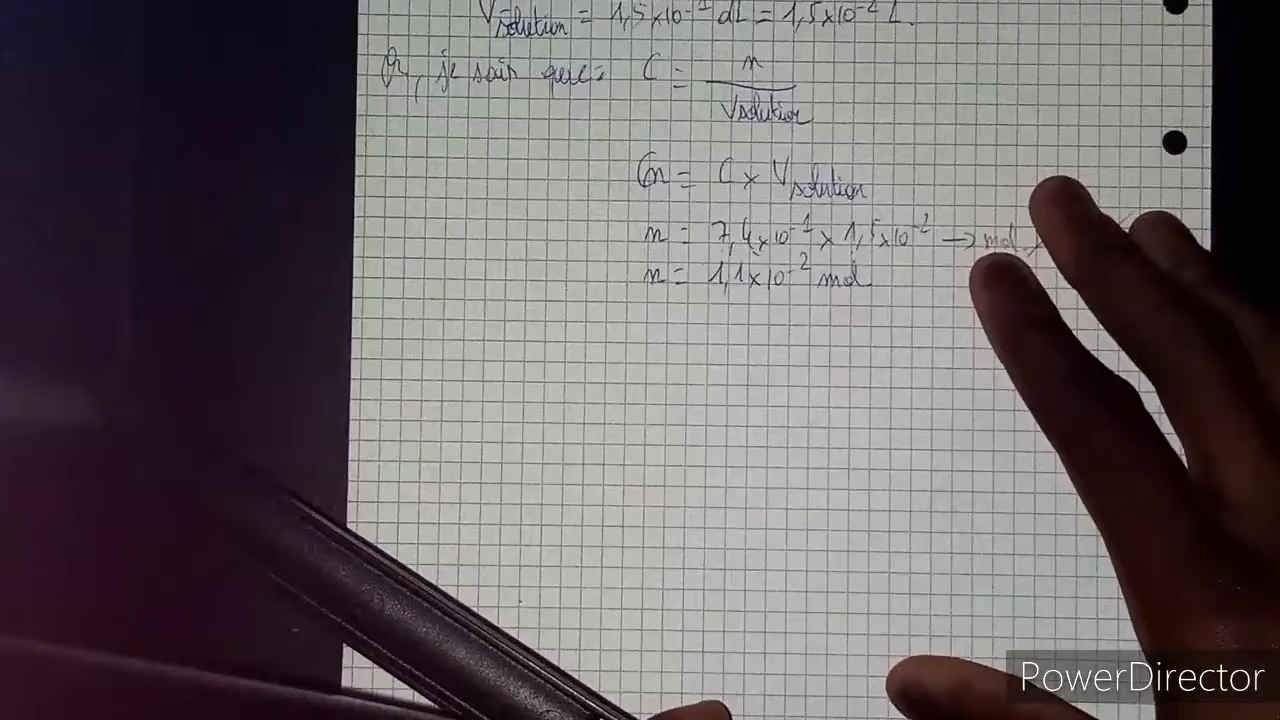 Vsolution = 1,5×10⁻¹ dL = 1,5×10⁻² L.
Or, je sais que : C = n / Vsolution
n = C × Vsolution
n = 7,4×10⁻¹ × 1,5×10⁻² → mol ×
n = 1,1×10⁻² mol
PowerDirector